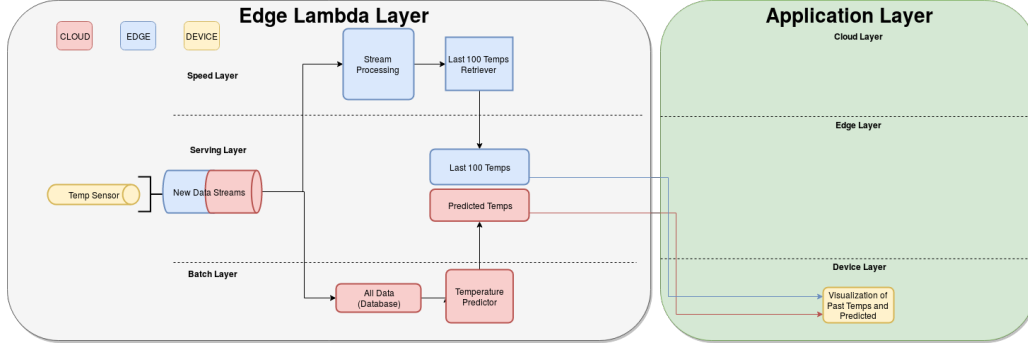 Edge Lambda Layer
Application Layer
CLOUD
EDGE
DEVICE
Cloud Layer
Speed Layer
Stream
Processing
Last 100 Temps
Retriever
Edge Layer
Serving Layer
Temp Sensor
New Data Streams
Last 100 Temps
Predicted Temps
Batch Layer
Device Layer
All Data
(Database)
Temperature
Predictor
Visualization of
Past Temps and
Predicted